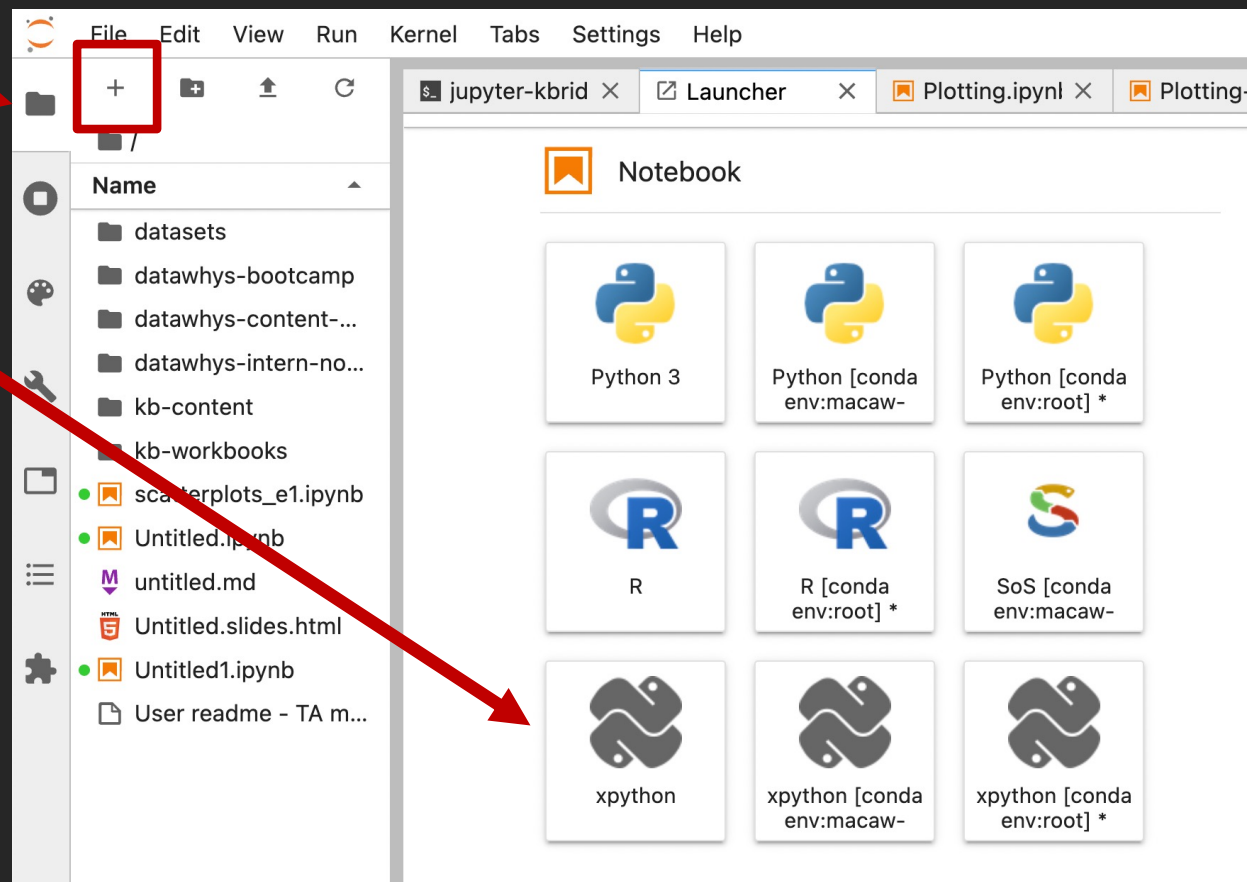 File Edit View Run Kernel Tabs Settings Help
jupyter-kbrid Launcher Plotting.ipynl Plotting-
/
Name
datasets
datawhys-bootcamp
datawhys-content-...
datawhys-intern-no...
kb-content
kb-workbooks
scatterplots_e1.ipynb
Untitled.ipynb
untitled.md
Untitled.slides.html
Untitled1.ipynb
User readme - TA m...
Notebook
Python 3
Python [conda
env:macaw-
Python [conda
env:root] *
R
R [conda
env:root] *
SoS [conda
env:macaw-
xpython
xpython [conda
env:macaw-
xpython [conda
env:root] *